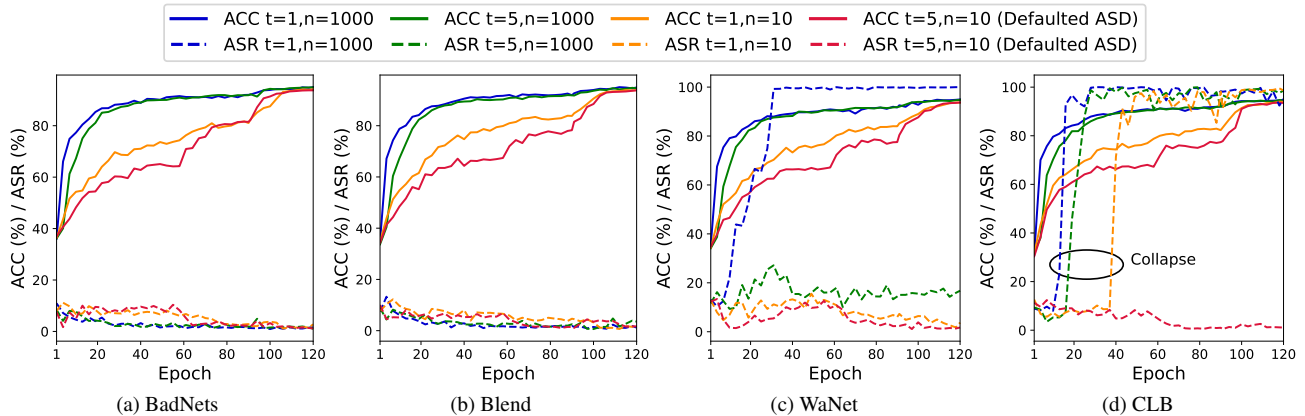 ACC t=1,n=1000 ACC t=5,n=1000 ACC t=1,n=10 ACC t=5,n=10 (Defaulted ASD)
ASR t=1,n=1000 ASR t=5,n=1000 ASR t=1,n=10 ASR t=5,n=10 (Defaulted ASD)
ACC (%) / ASR (%)
80
60
40
20
0
1 20 40 60 80 100 120
Epoch
(a) BadNets
ACC (%) / ASR (%)
80
60
40
20
0
1 20 40 60 80 100 120
Epoch
(b) Blend
ACC (%) / ASR (%)
100
80
60
40
20
0
1 20 40 60 80 100 120
Epoch
(c) WaNet
ACC (%) / ASR (%)
100
80
60
40
20
0
Collapse
1 20 40 60 80 100 120
Epoch
(d) CLB